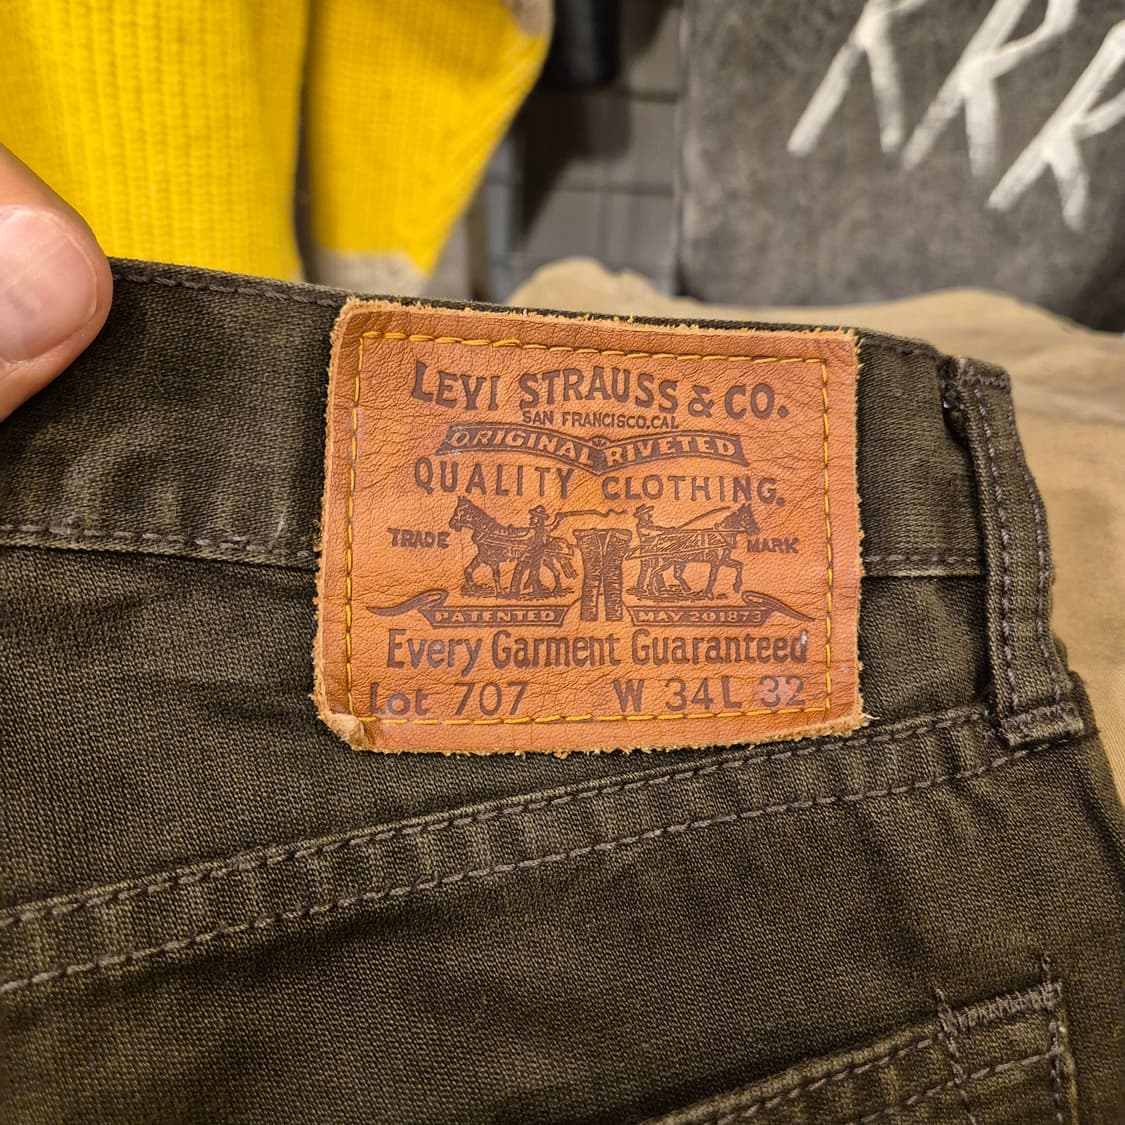 LEVI STRAUSS & CO.
SAN FRANCISCO,CAL
ORIGINAL RIVETED
QUALITY CLOTHING.
TRADE MARK
PATENTED MAY 20 1873
Every Garment Guaranteed
Lot 707 W 34 L 32